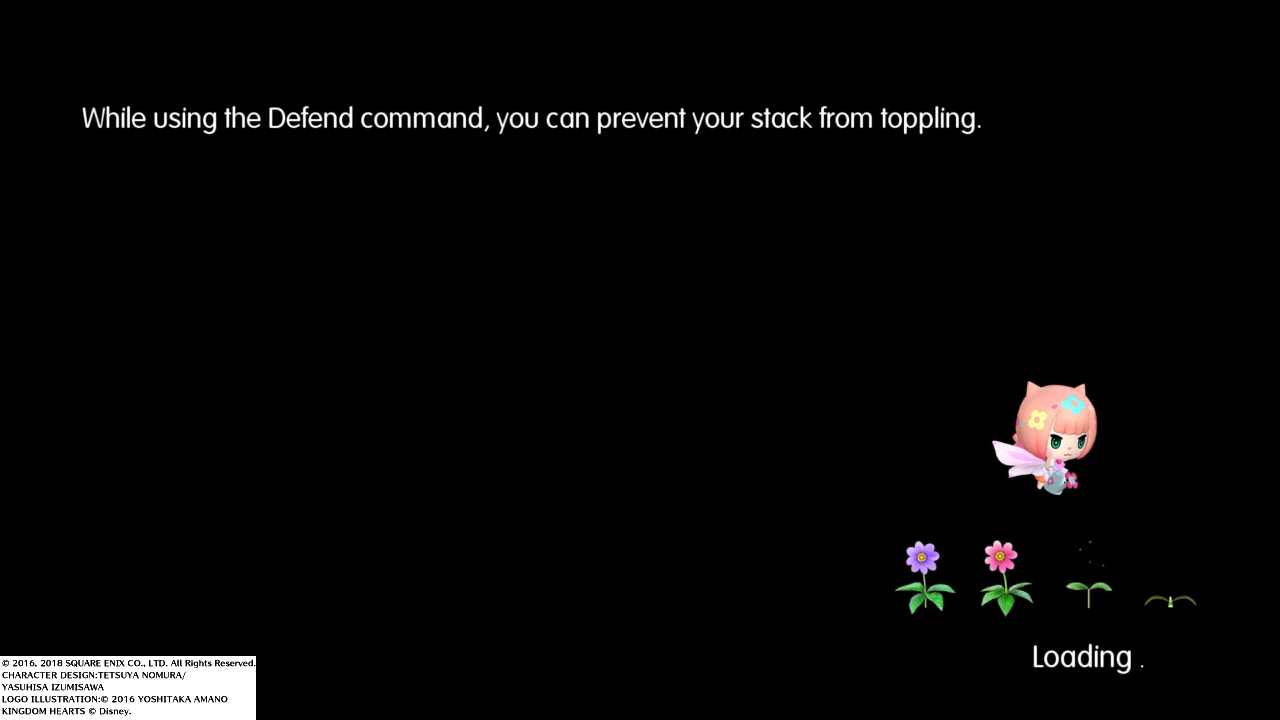 While using the Defend command, you can prevent your stack from toppling.
Loading .
© 2016, 2018 SQUARE ENIX CO., LTD. All Rights Reserved.
CHARACTER DESIGN:TETSUYA NOMURA/
YASUHISA IZUMISAWA
LOGO ILLUSTRATION:© 2016 YOSHITAKA AMANO
KINGDOM HEARTS © Disney.